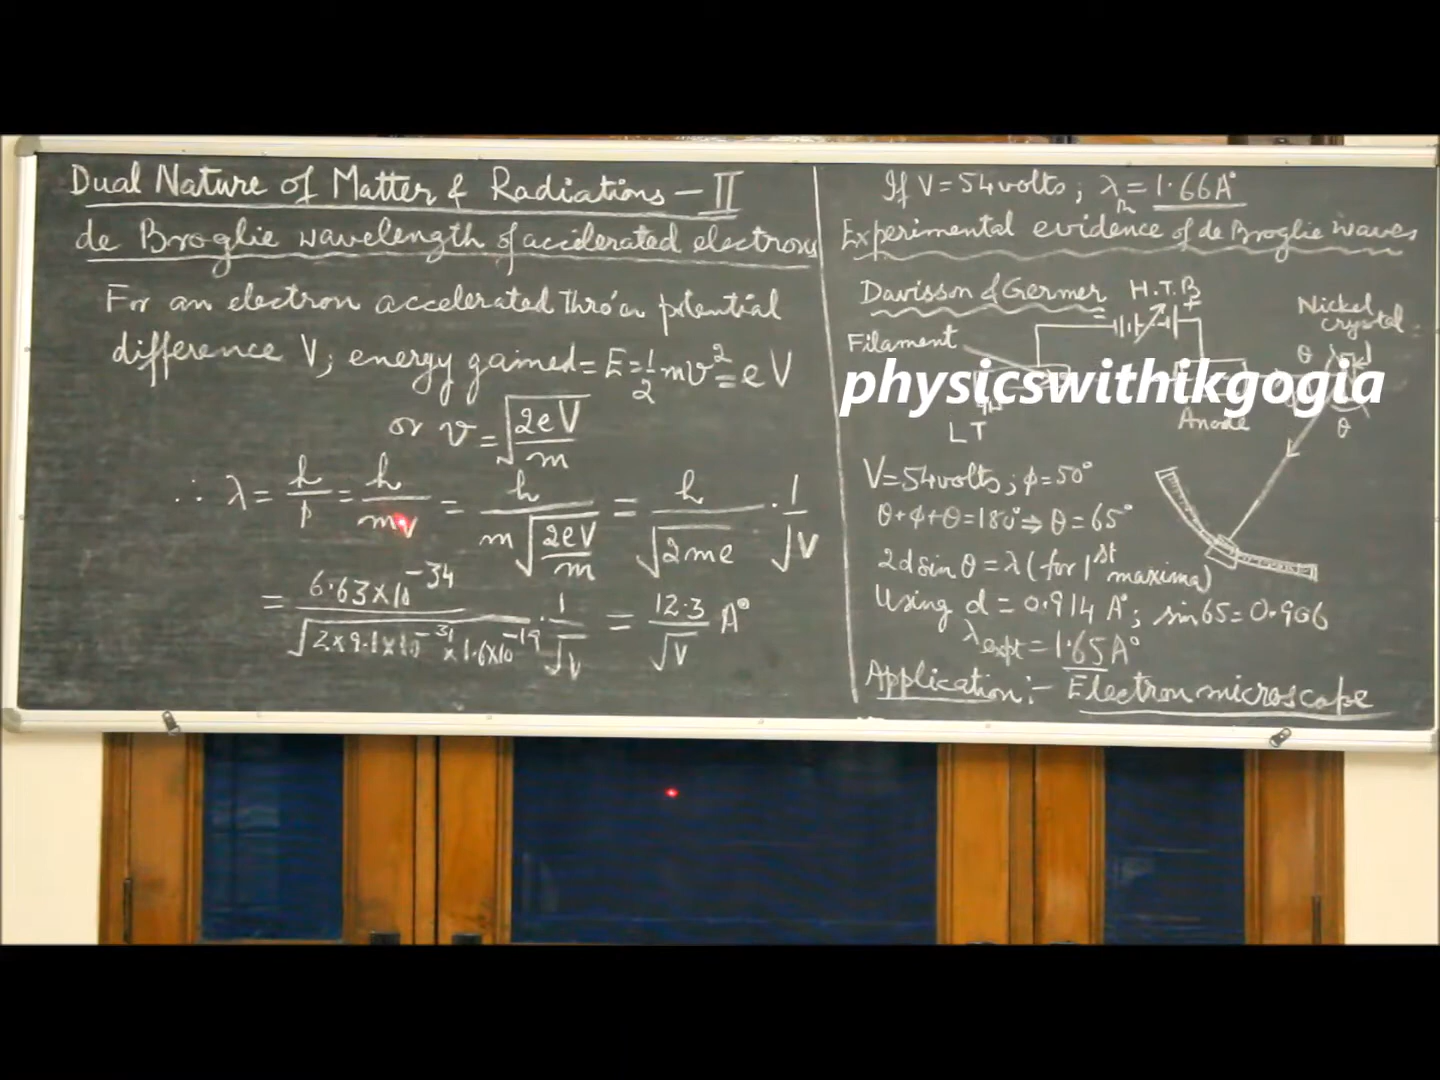 Dual Nature of Matter & Radiations - II
de Broglie wavelength of accelerated electrons
For an electron accelerated thro' a potential
difference V; energy gained = E = 1/2 mv² = eV
or v = √(2eV/m)
∴ λ = h/p = h/mv = h/(m√(2eV/m)) = h/√(2me) · 1/√V
= 6.63×10⁻³⁴/√(2×9.1×10⁻³¹×1.6×10⁻¹⁹) · 1/√V = 12.3/√V A°
If V = 54 volts ; λ = 1.66A°
Experimental evidence of de Broglie waves
Davisson & Germer
H.T.B
- +
Nickel
crystal
Filament
θ
physicswithikgogia
LT
Anode
θ
V = 54 volts ; φ = 50°
θ+φ+θ = 180° ⇒ θ = 65°
2d sin θ = λ (for 1st maxima)
Using d = 0.914 A° ; sin 65 = 0.906
λexpt = 1.65A°
Application :- Electron microscope